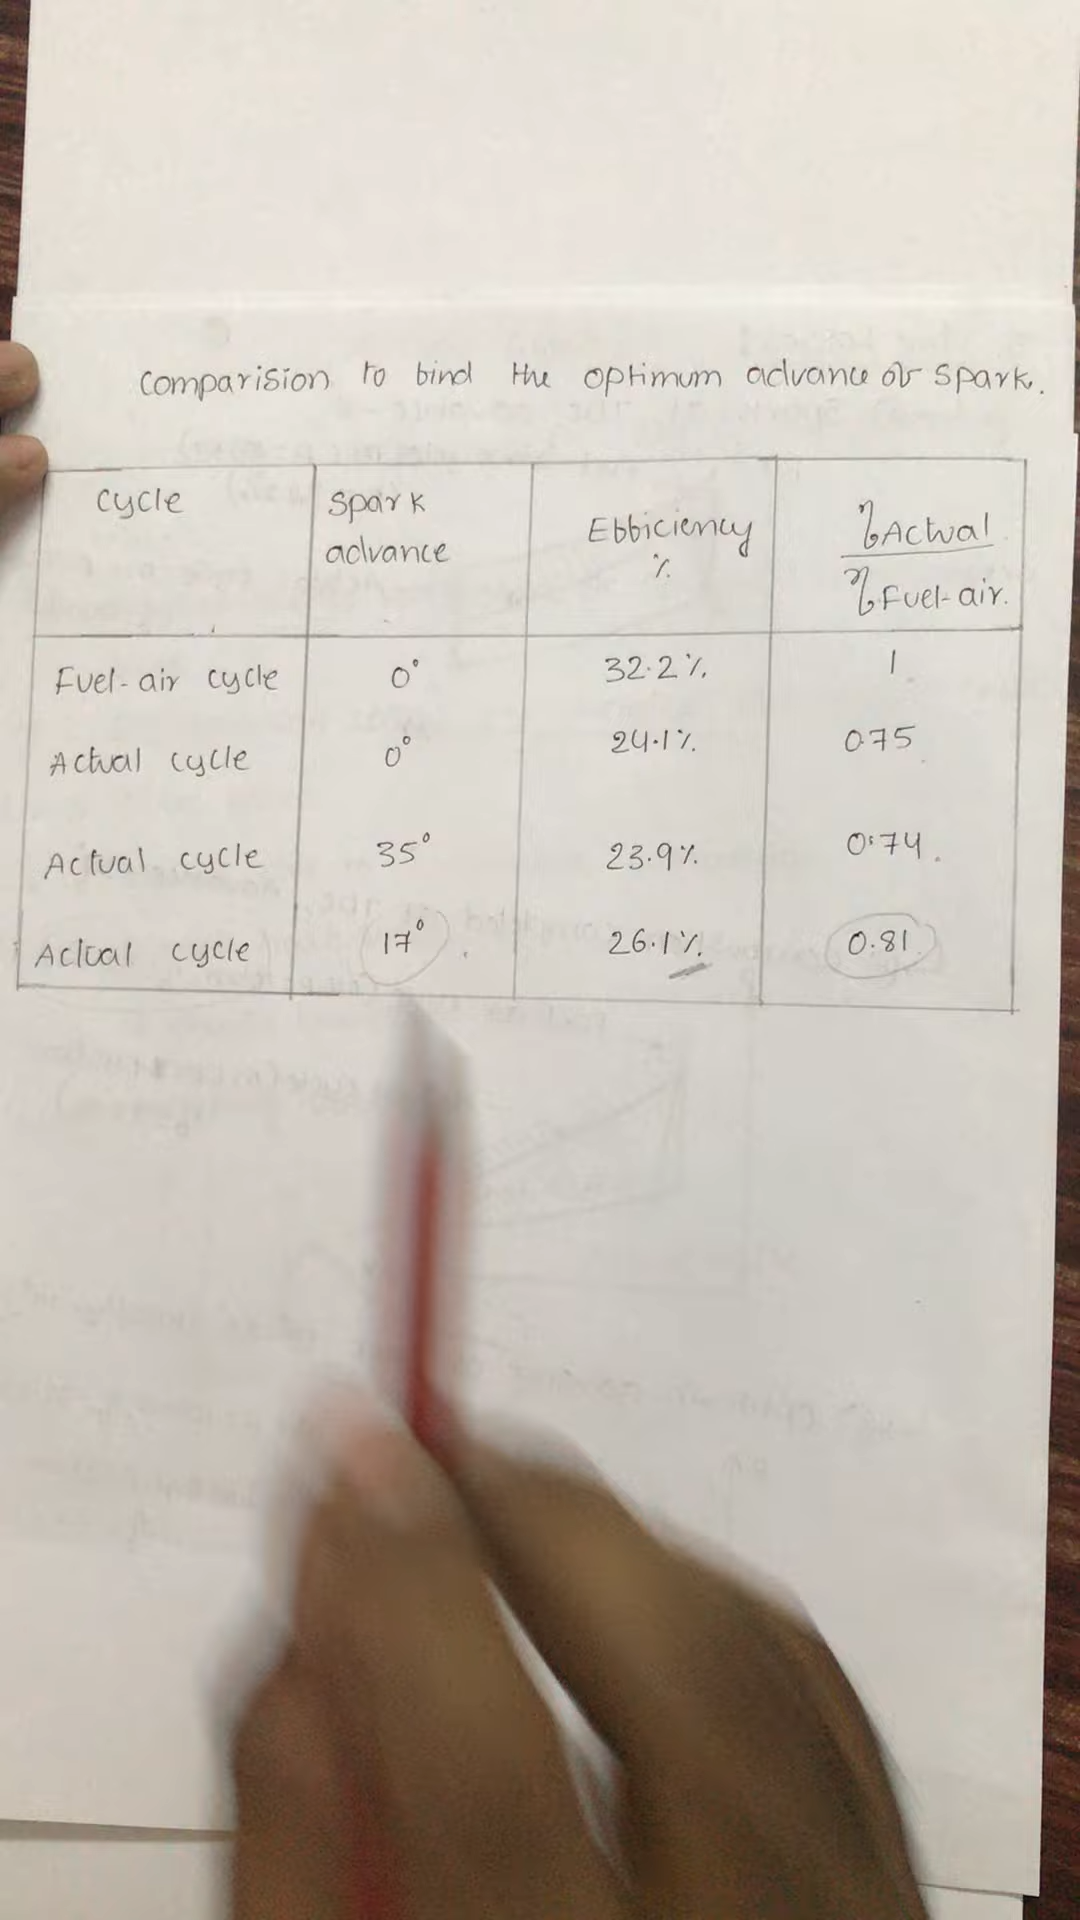 comparision to bind the optimum advance ob spark.
cycle
spark advance
Ebbiciency %
η Actual
η Fuel-air.
Fuel-air cycle 0° 32.2% 1
Actual cycle 0° 24.1% 0.75
Actual cycle 35° 23.9% 0.74.
Actual cycle 17°. 26.1% 0.81